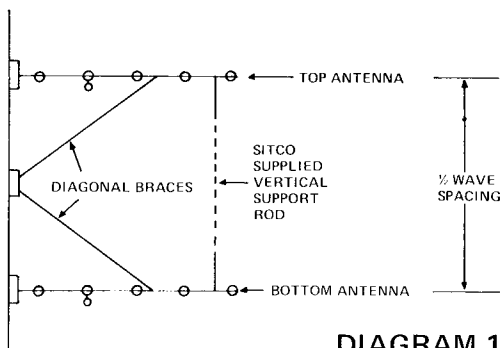 TOP ANTENNA
SITCO
SUPPLIED
VERTICAL
SUPPORT
ROD
DIAGONAL BRACES
½ WAVE
SPACING
BOTTOM ANTENNA
DIAGRAM 1